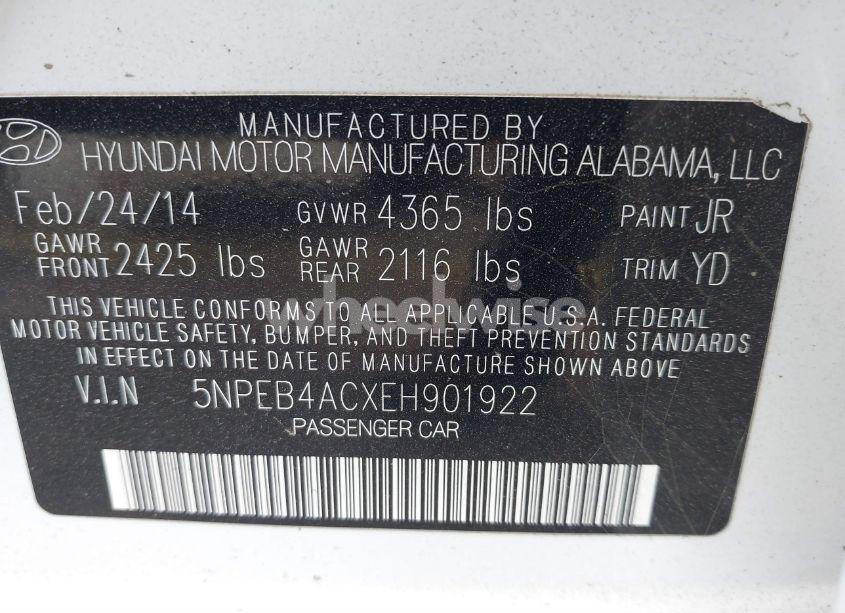 MANUFACTURED BY
HYUNDAI MOTOR MANUFACTURING ALABAMA, LLC
Feb/24/14 GVWR 4365 lbs PAINT JR
GAWR FRONT 2425 lbs GAWR REAR 2116 lbs TRIM YD
THIS VEHICLE CONFORMS TO ALL APPLICABLE U.S.A. FEDERAL
MOTOR VEHICLE SAFETY, BUMPER, AND THEFT PREVENTION STANDARDS
IN EFFECT ON THE DATE OF MANUFACTURE SHOWN ABOVE.
V.I.N 5NPEB4ACXEH901922
PASSENGER CAR
wheelwise